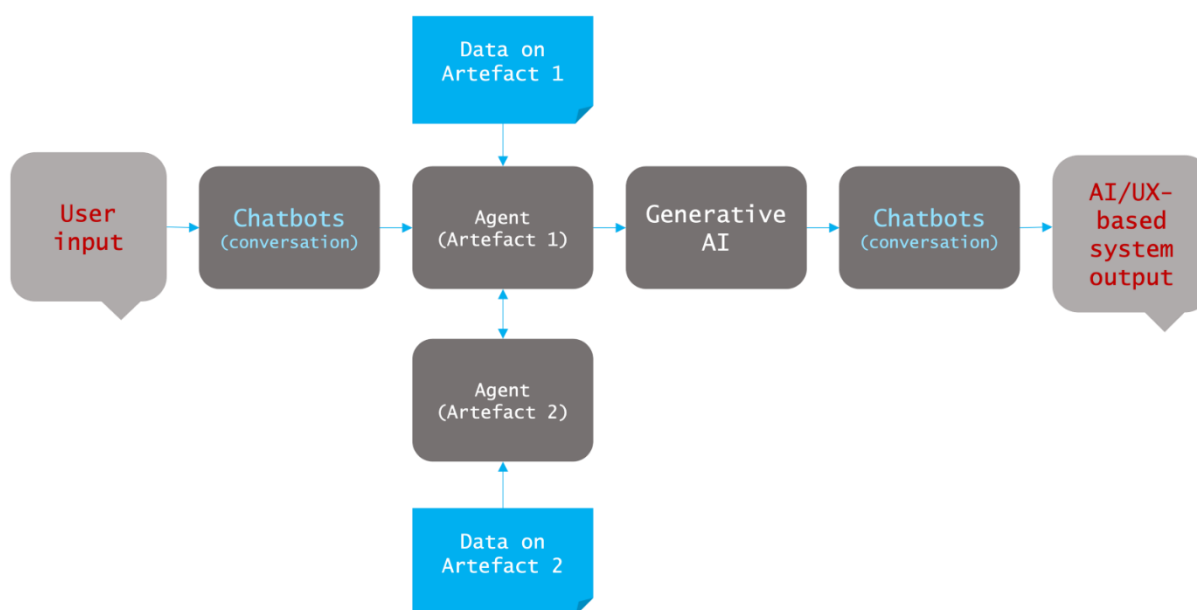 Data on
Artefact 1
User
input
Chatbots
(conversation)
Agent
(Artefact 1)
Generative
AI
Chatbots
(conversation)
AI/UX-
based
system
output
Agent
(Artefact 2)
Data on
Artefact 2